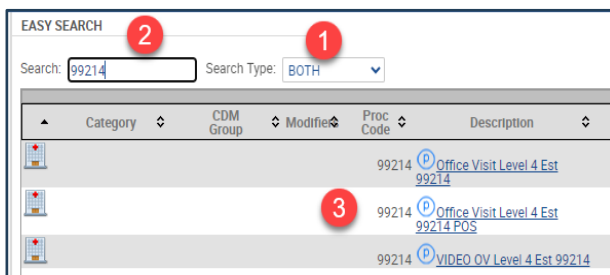 EASY SEARCH
2
1
Search: 99214 Search Type: BOTH
Category CDM Group Modifiers Proc Code Description
99214 P Office Visit Level 4 Est
99214
3
99214 P Office Visit Level 4 Est
99214 POS
99214 P VIDEO OV Level 4 Est 99214